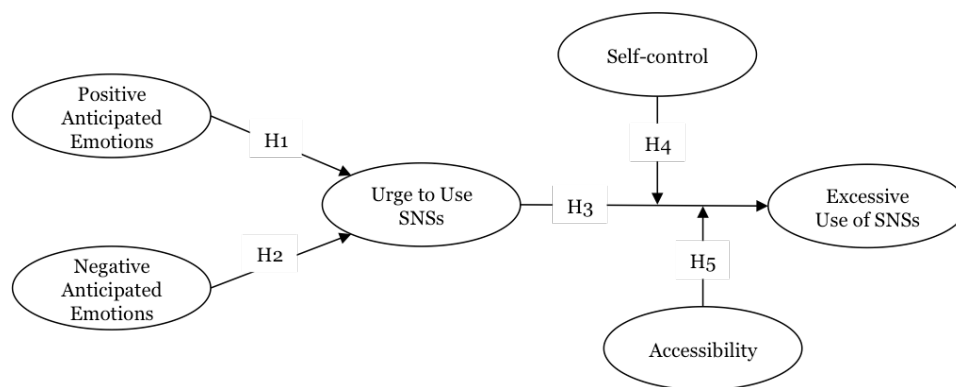 Self-control
Positive
Anticipated
Emotions
H1
H4
Urge to Use
SNSs
H3
Excessive
Use of SNSs
H2
Negative
Anticipated
Emotions
H5
Accessibility